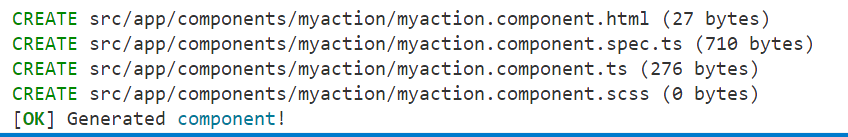 CREATE src/app/components/myaction/myaction.component.html (27 bytes)
CREATE src/app/components/myaction/myaction.component.spec.ts (710 bytes)
CREATE src/app/components/myaction/myaction.component.ts (276 bytes)
CREATE src/app/components/myaction/myaction.component.scss (0 bytes)
[OK] Generated component!